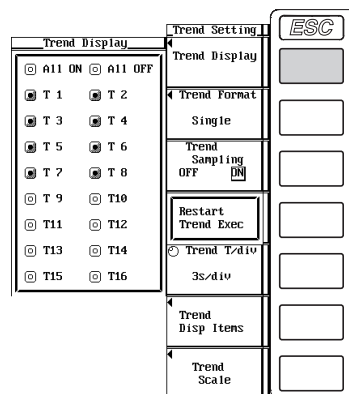 Trend Display
All ON All OFF
T 1 T 2
T 3 T 4
T 5 T 6
T 7 T 8
T 9 T10
T11 T12
T13 T14
T15 T16
Trend Setting
Trend Display
Trend Format
Single
Trend
Sampling
OFF ON
Restart
Trend Exec
Trend T/div
3s/div
Trend
Disp Items
Trend
Scale
ESC